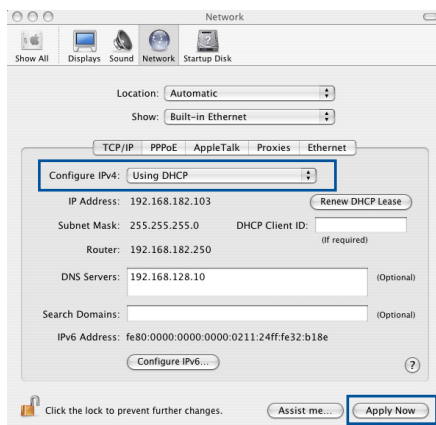 Network
Show All Displays Sound Network Startup Disk
Location: Automatic
Show: Built-in Ethernet
TCP/IP PPPoE AppleTalk Proxies Ethernet
Configure IPv4: Using DHCP
IP Address: 192.168.182.103 Renew DHCP Lease
Subnet Mask: 255.255.255.0 DHCP Client ID:
(If required)
Router: 192.168.182.250
DNS Servers: 192.168.128.10 (Optional)
Search Domains: (Optional)
IPv6 Address: fe80:0000:0000:0000:0211:24ff:fe32:b18e
Configure IPv6... ?
Click the lock to prevent further changes. Assist me... Apply Now